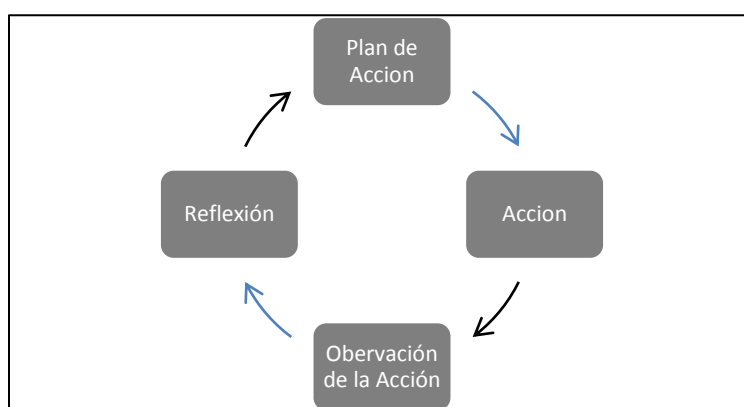 Plan de
Accion
Accion
Obervación
de la Acción
Reflexión